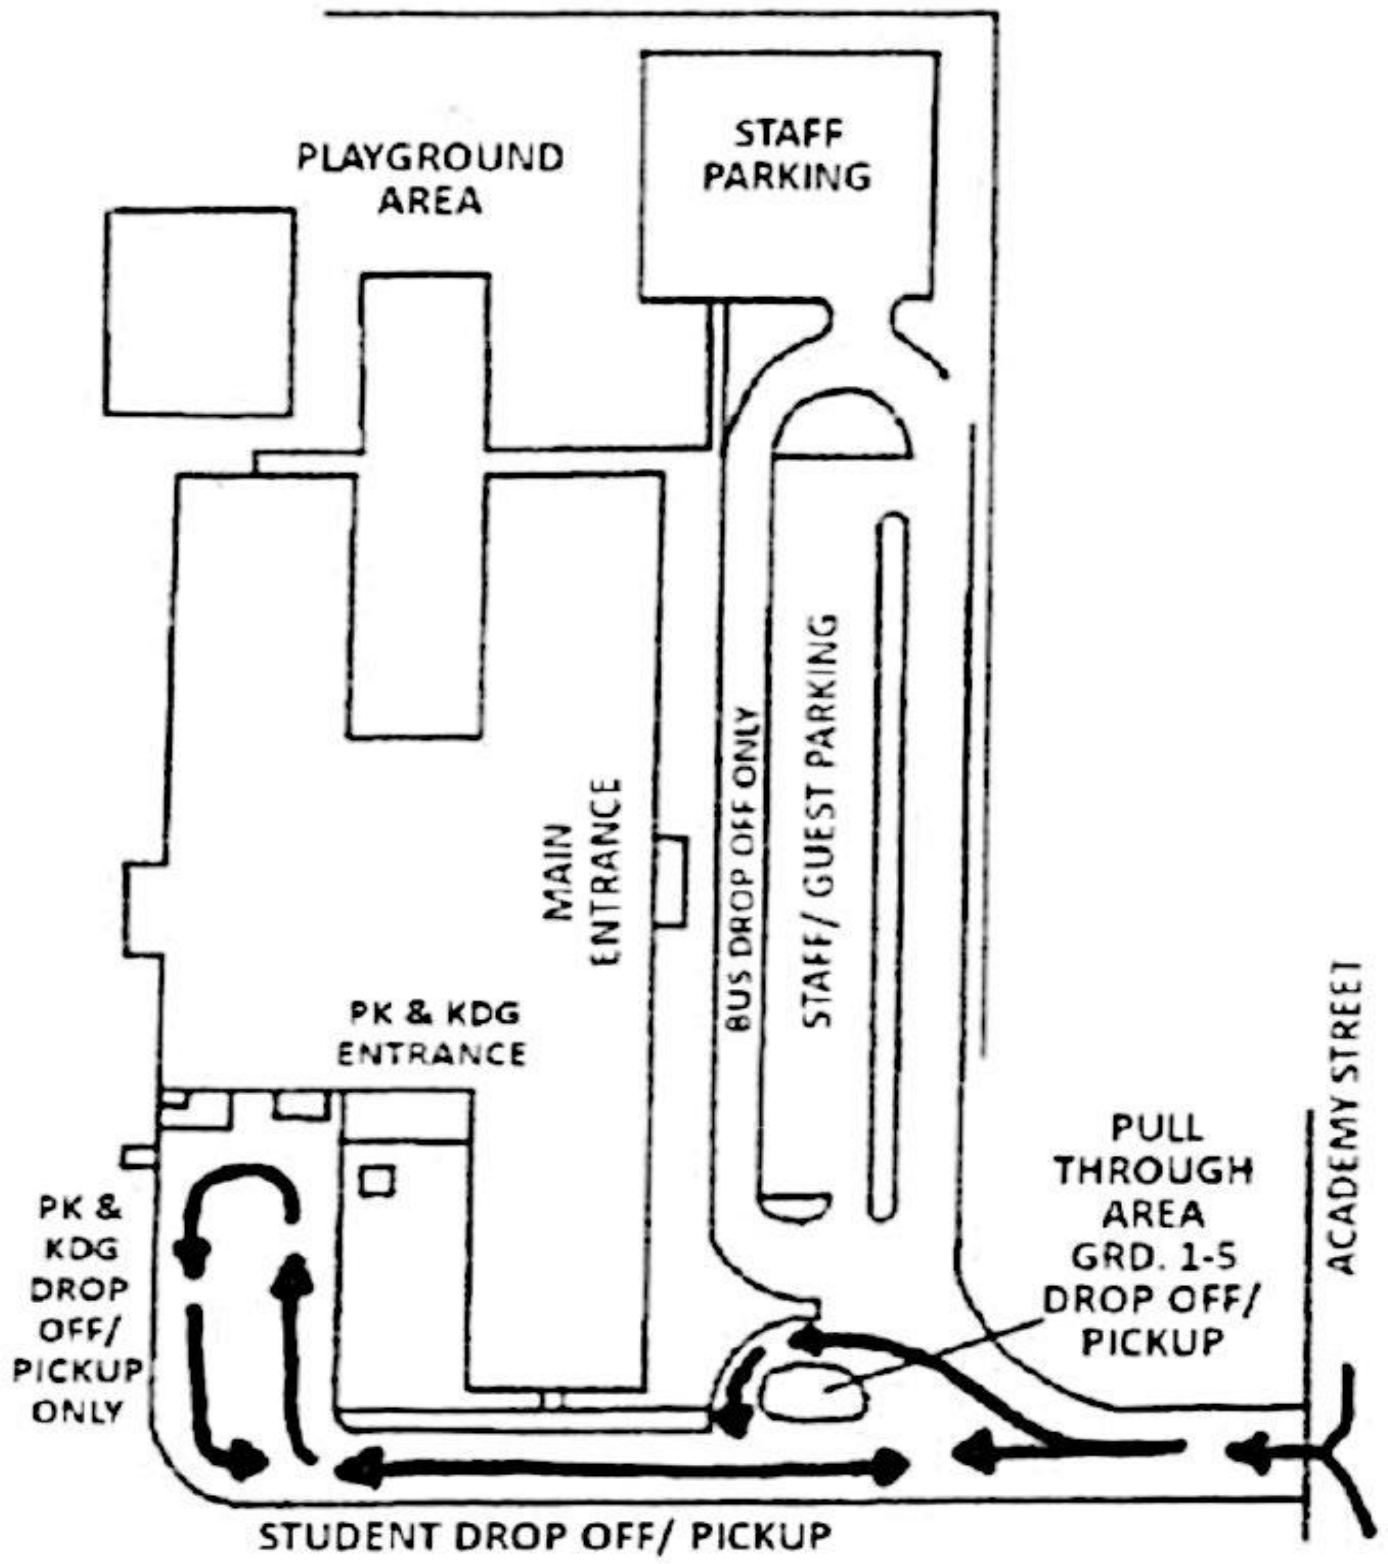 STAFF
PARKING
PLAYGROUND
AREA
STAFF/ GUEST PARKING
BUS DROP OFF ONLY
MAIN
ENTRANCE
PK & KDG
ENTRANCE
ACADEMY STREET
PULL
THROUGH
AREA
GRD. 1-5
DROP OFF/
PICKUP
PK &
KDG
DROP
OFF/
PICKUP
ONLY
STUDENT DROP OFF/ PICKUP